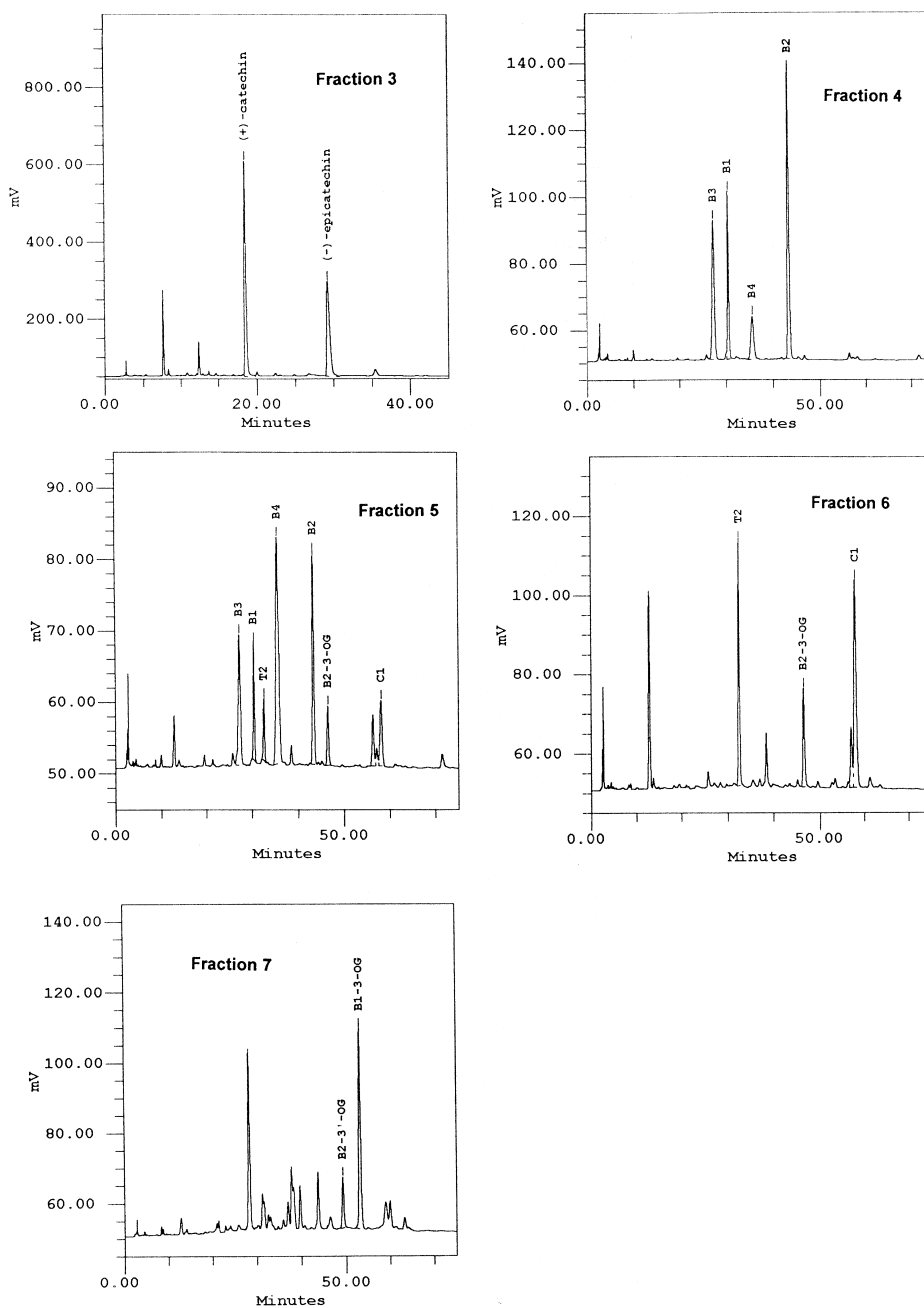 Fraction 3
(+)-catechin
(-)-epicatechin
800.00
600.00
400.00
200.00
mV
0.00
20.00
40.00
Minutes
Fraction 4
B3
B1
B4
B2
140.00
120.00
100.00
80.00
60.00
mV
0.00
50.00
Minutes
Fraction 5
B3
B1
T2
B4
B2
B2-3-OG
C1
90.00
80.00
70.00
60.00
50.00
mV
0.00
50.00
Minutes
Fraction 6
T2
B2-3-OG
C1
120.00
100.00
80.00
60.00
mV
0.00
50.00
Minutes
Fraction 7
B2-3'-OG
B1-3-OG
140.00
120.00
100.00
80.00
60.00
mV
0.00
50.00
Minutes